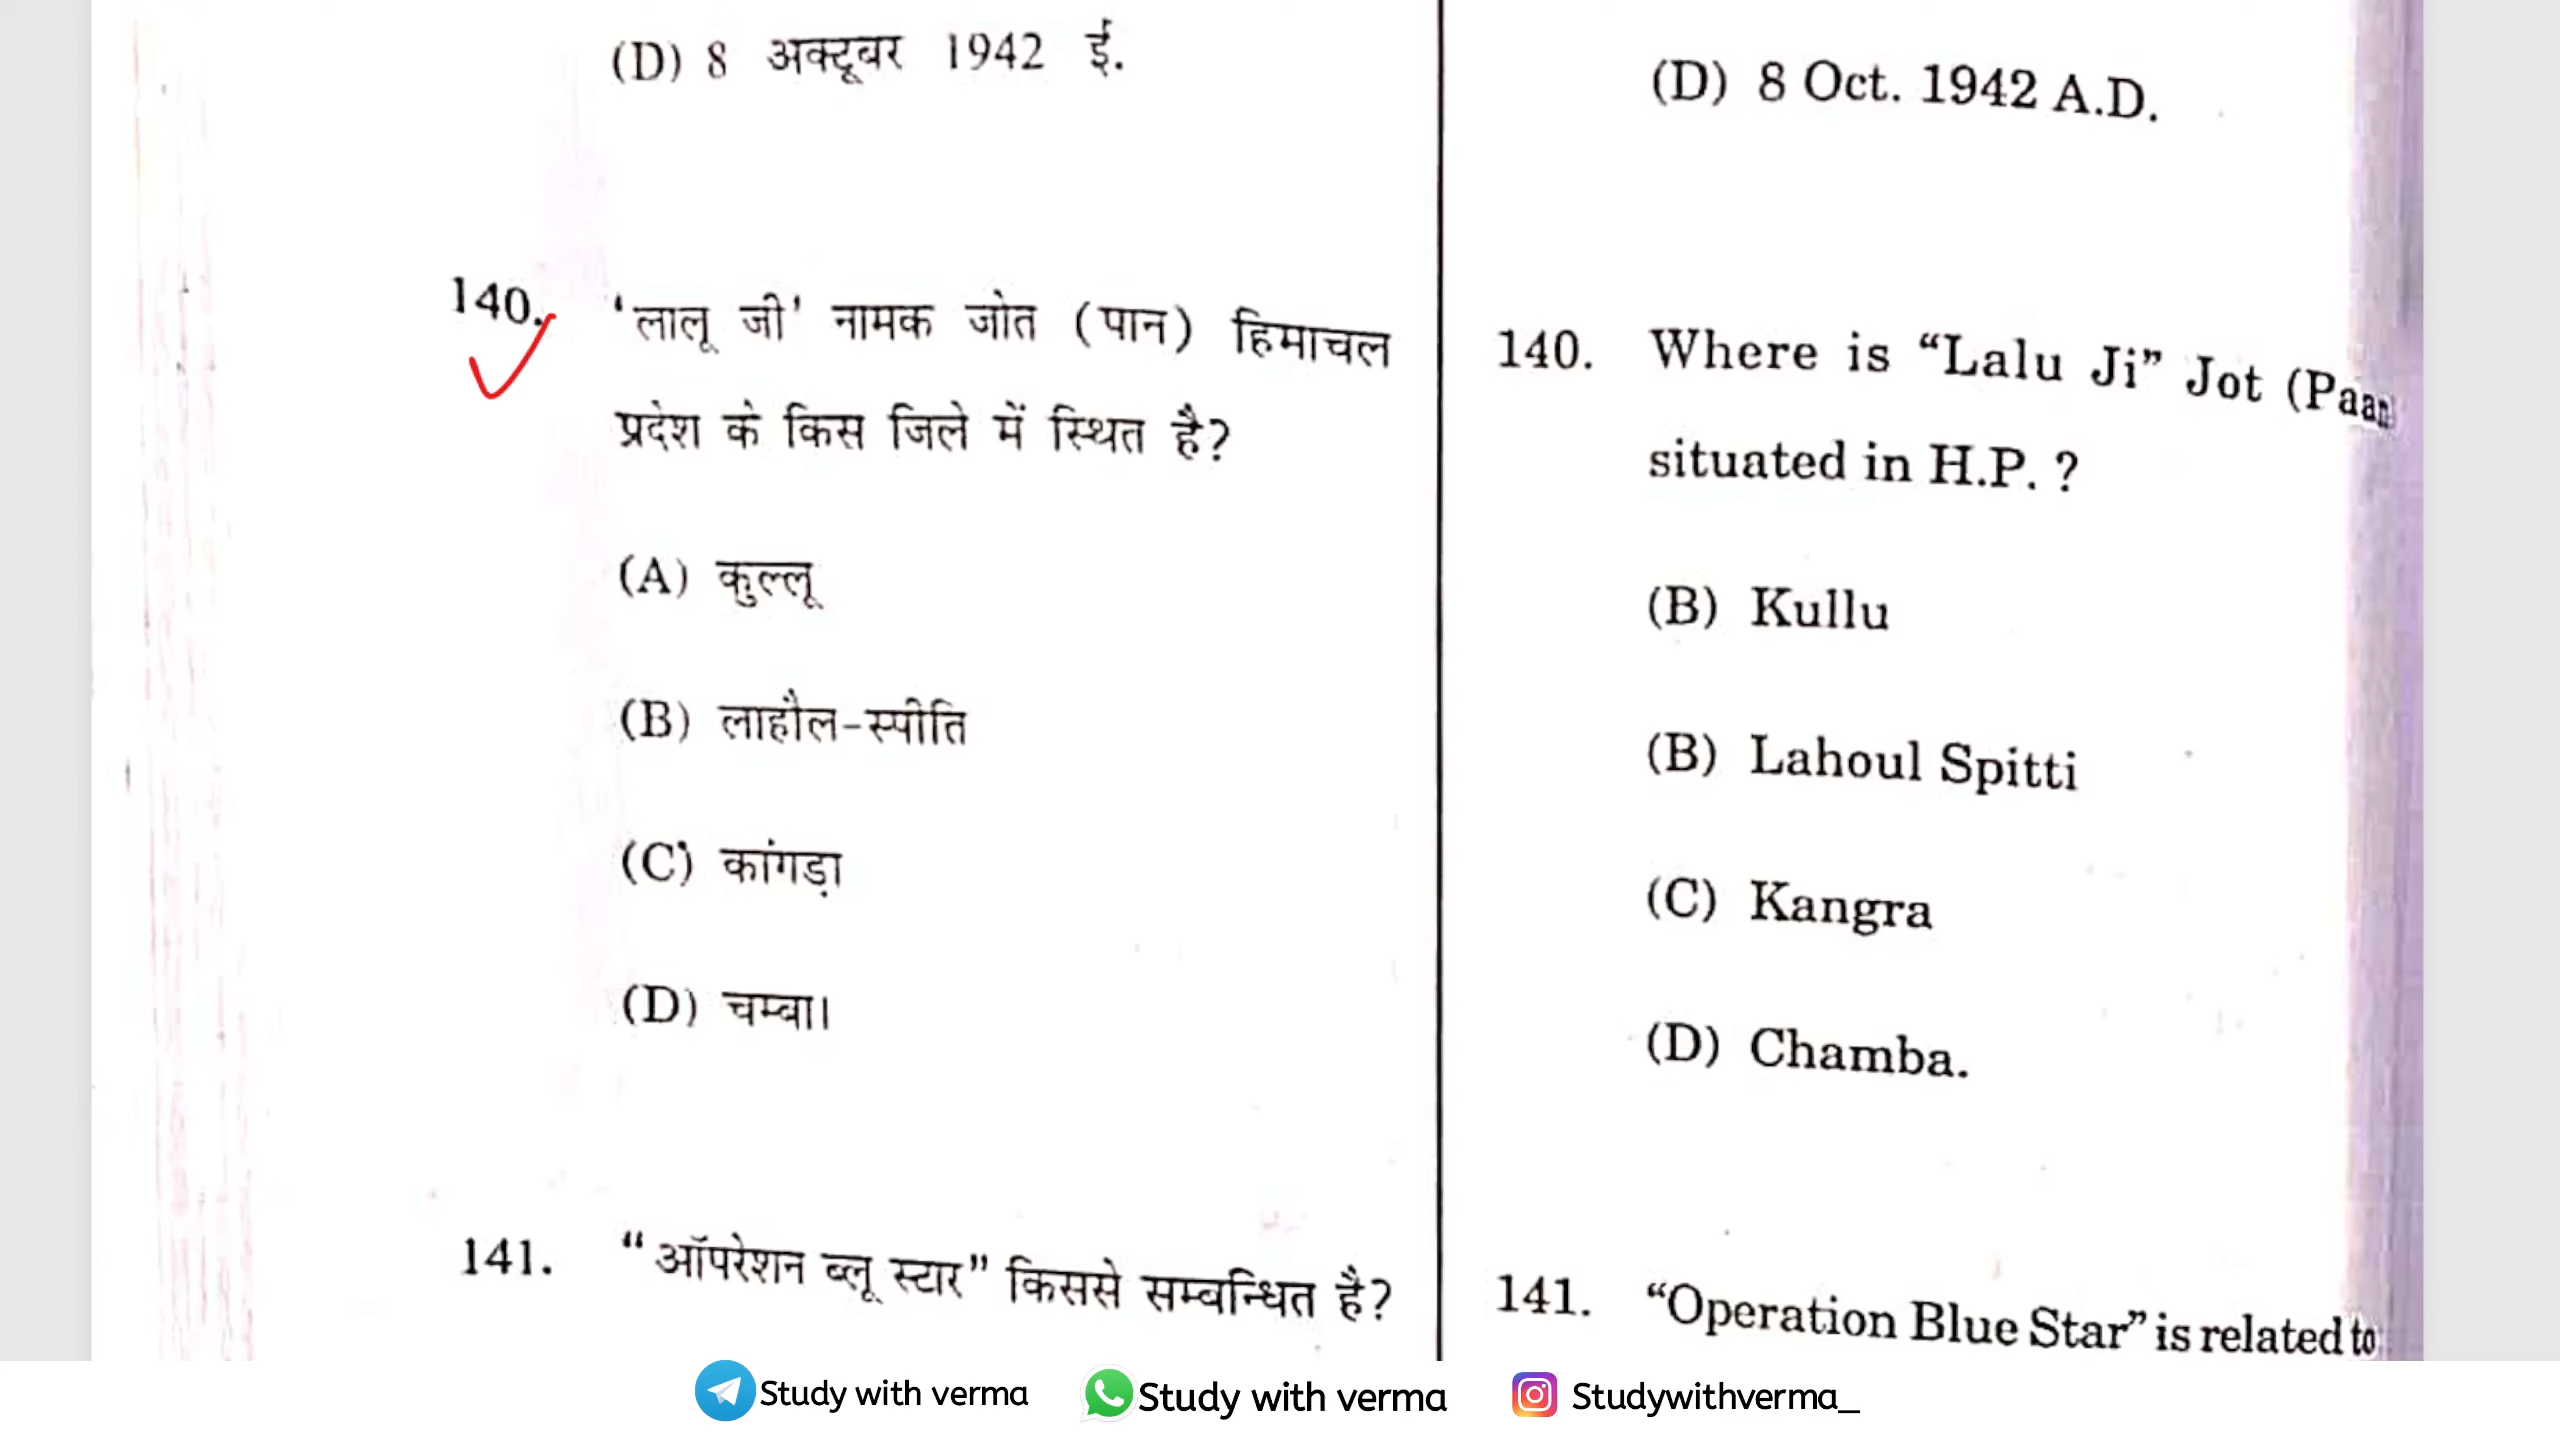 (D) 8 अक्टूबर 1942 ई.
140. 'लालू जी' नामक जोत (पान) हिमाचल
प्रदेश के किस जिले में स्थित है?
(A) कुल्लू
(B) लाहौल-स्पीति
(C) कांगड़ा
(D) चम्बा।
141. “ऑपरेशन ब्लू स्टार” किससे सम्बन्धित है?
(D) 8 Oct. 1942 A.D.
140. Where is “Lalu Ji” Jot (Paan
situated in H.P. ?
(B) Kullu
(B) Lahoul Spitti
(C) Kangra
(D) Chamba.
141. “Operation Blue Star” is related to
Study with verma
Study with verma
Studywithverma_